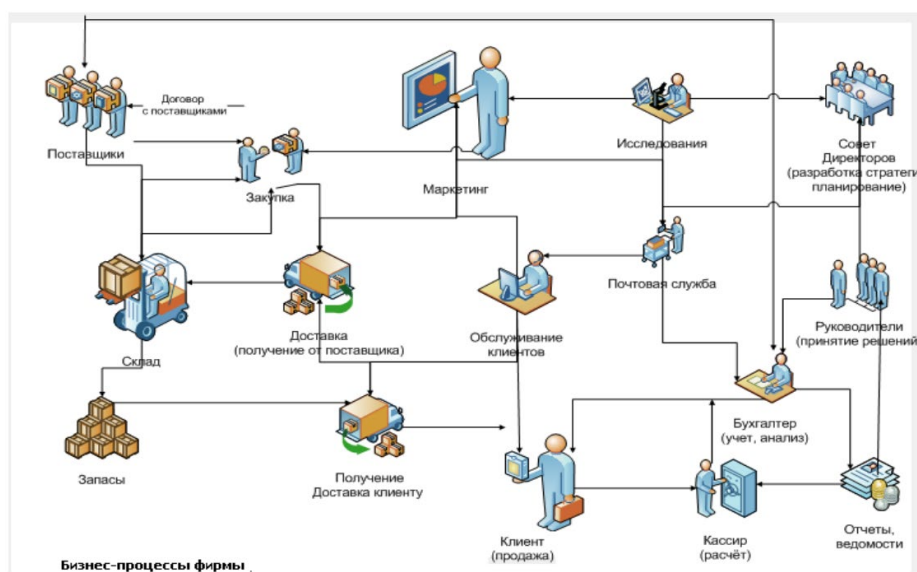 Договор
с поставщиками
Поставщики
Закупка
Маркетинг
Исследования
Совет
Директоров
(разработка стратеги
планирование)
Склад
Доставка
(получение от поставщика)
Обслуживание
клиентов
Почтовая служба
Руководители
(принятие решений)
Запасы
Получение
Доставка клиенту
Бухгалтер
(учет, анализ)
Клиент
(продажа)
Кассир
(расчёт)
Отчеты,
ведомости
Бизнес-процессы фирмы